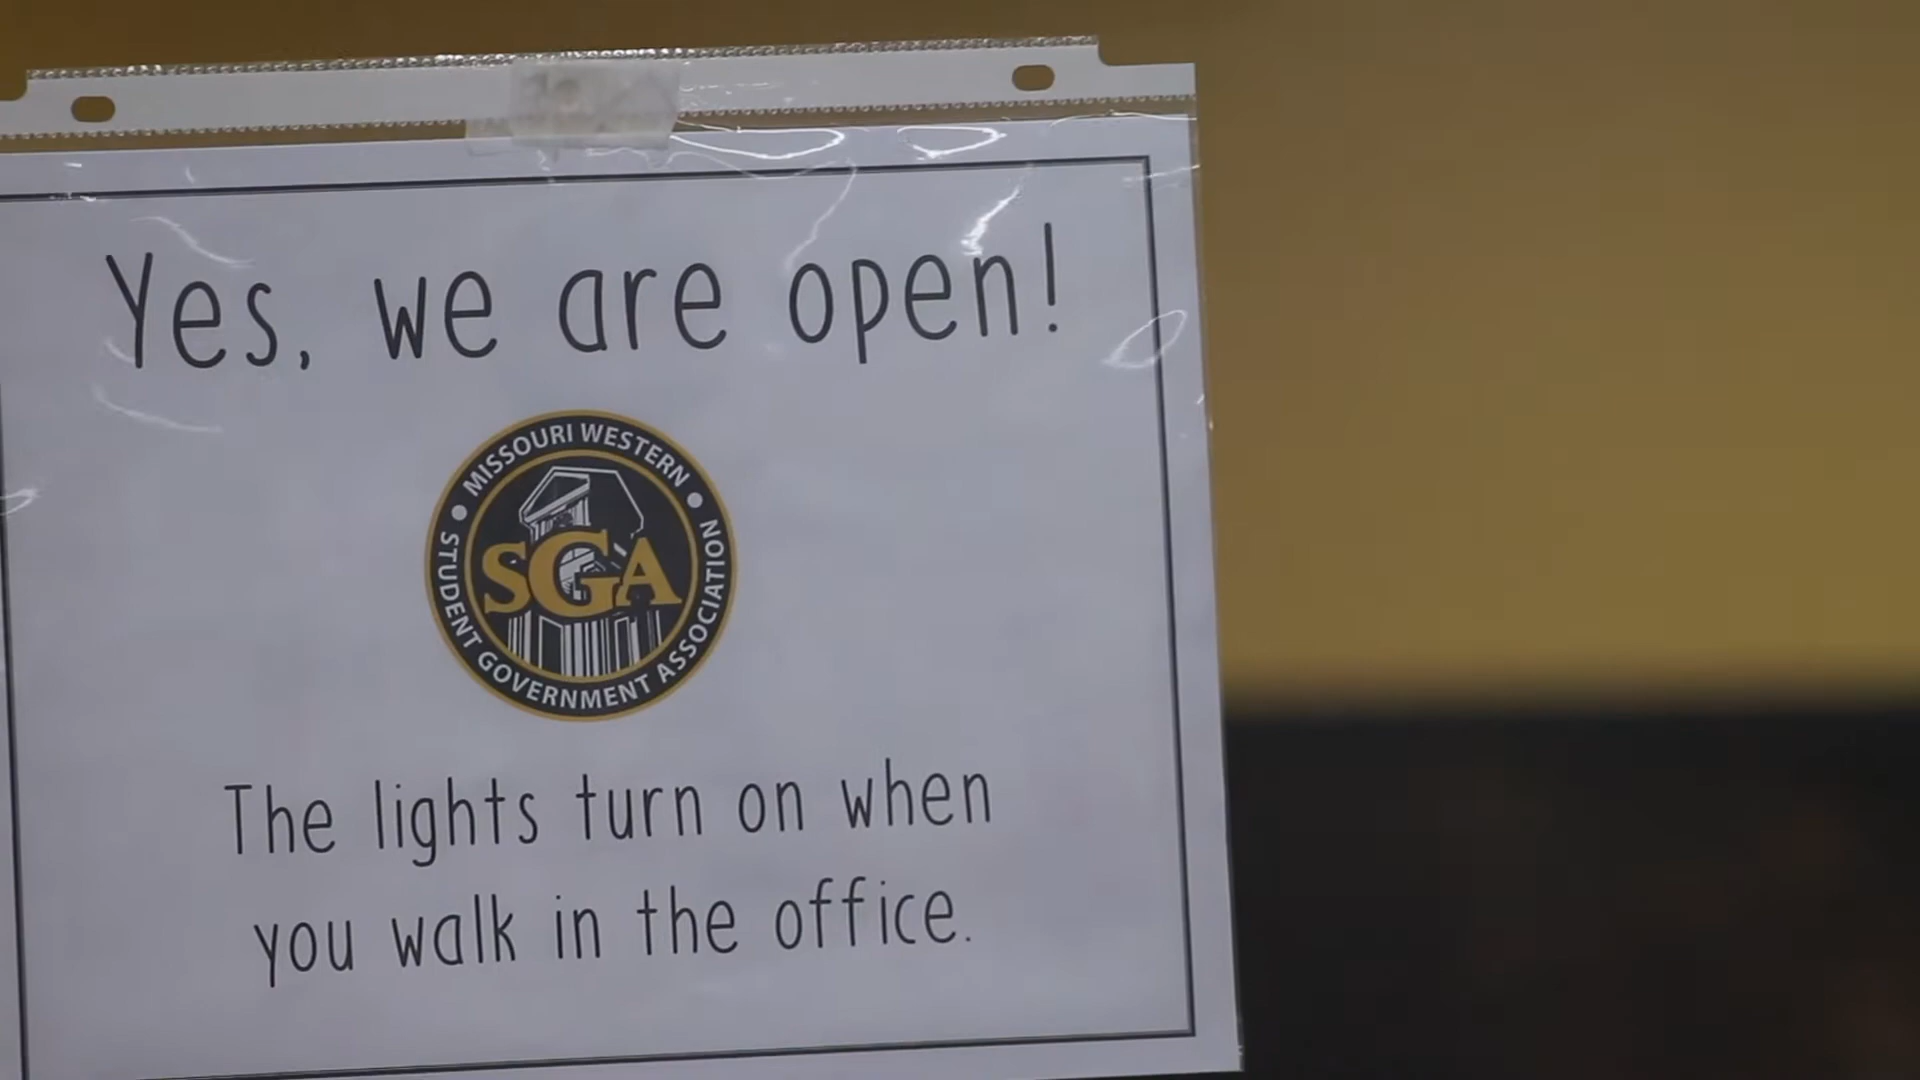 Yes, we are open!
MISSOURI WESTERN
SGA
STUDENT GOVERNMENT ASSOCIATION
The lights turn on when
you walk in the office.